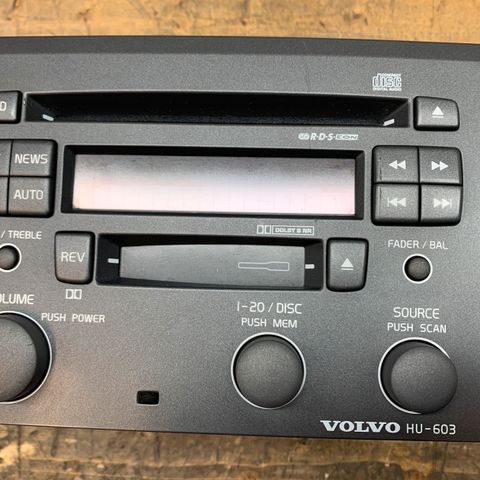 COMPACT
disc
DIGITAL AUDIO
D
R·D·S·EON
NEWS
AUTO
/ TREBLE
DOLBY B NR
REV
FADER / BAL
OLUME
PUSH POWER
1-20 / DISC
PUSH MEM
SOURCE
PUSH SCAN
VOLVO HU-603